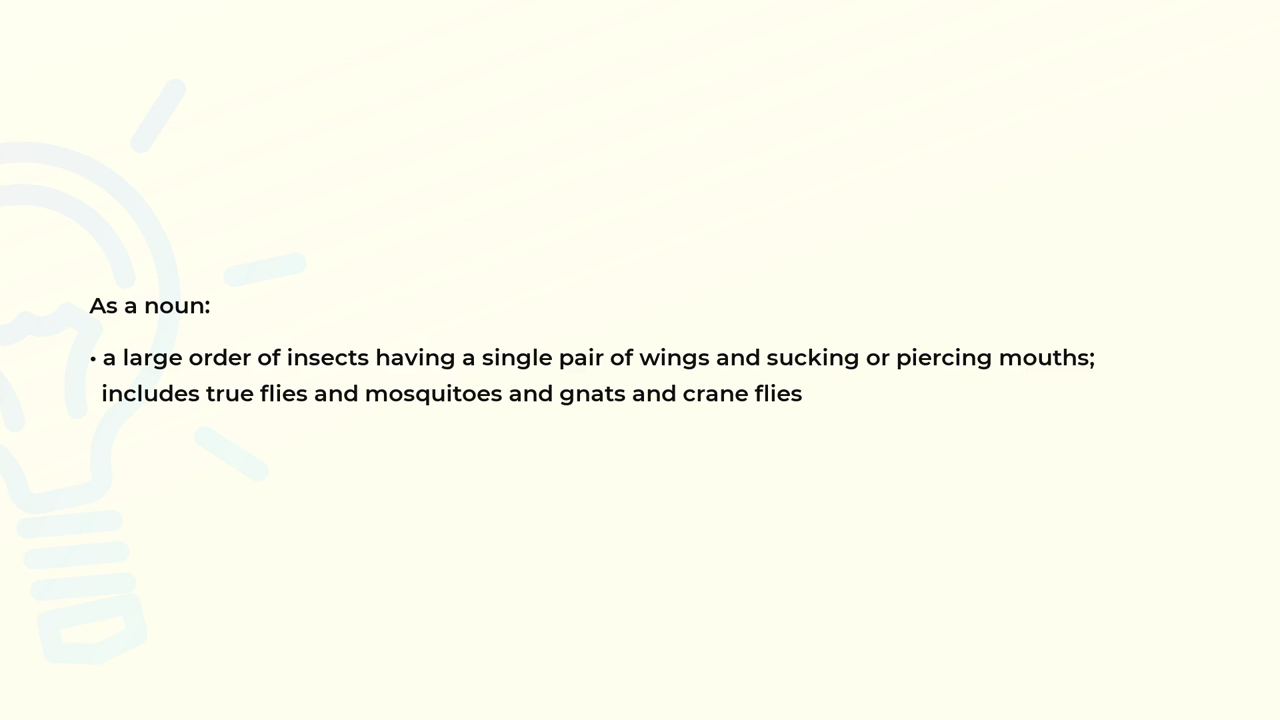 As a noun:
• a large order of insects having a single pair of wings and sucking or piercing mouths;
includes true flies and mosquitoes and gnats and crane flies